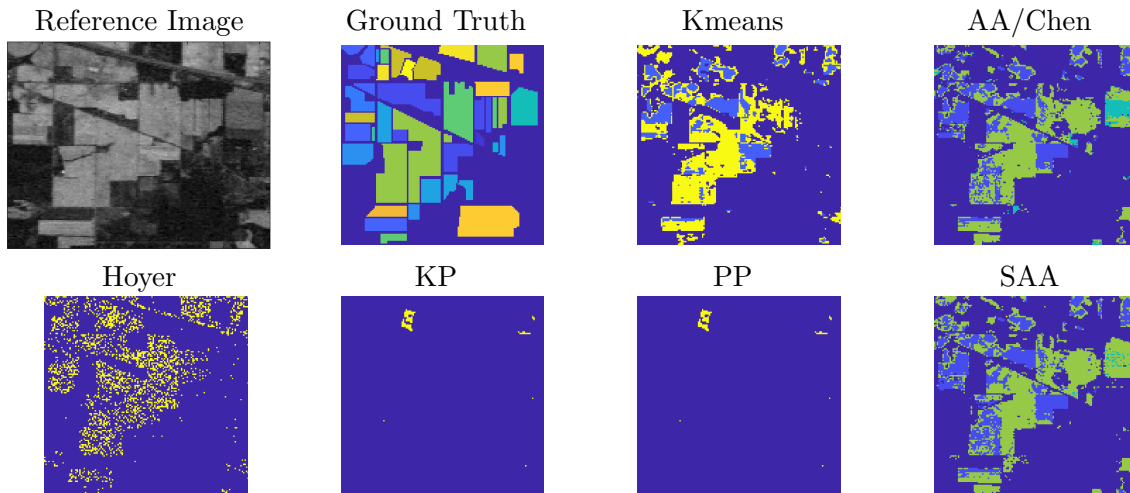 Reference Image
Ground Truth
Kmeans
AA/Chen
Hoyer
KP
PP
SAA